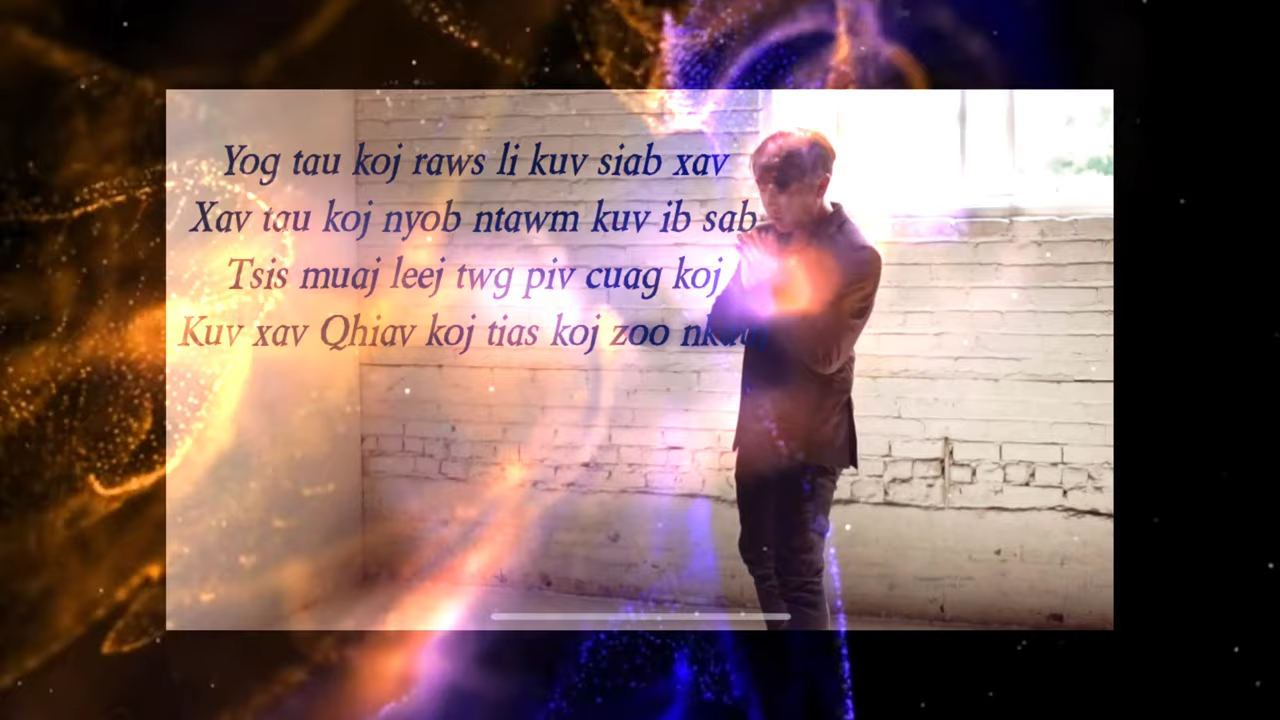 Yog tau koj raws li kuv siab xav
Xav tau koj nyob ntawm kuv ib sab
Tsis muaj leej twg piv cuag koj
Kuv xav Qhiav koj tias koj zoo